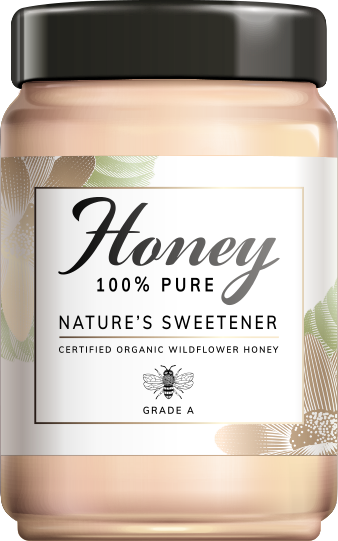 Honey
100% PURE
NATURE'S SWEETENER
CERTIFIED ORGANIC WILDFLOWER HONEY
GRADE A